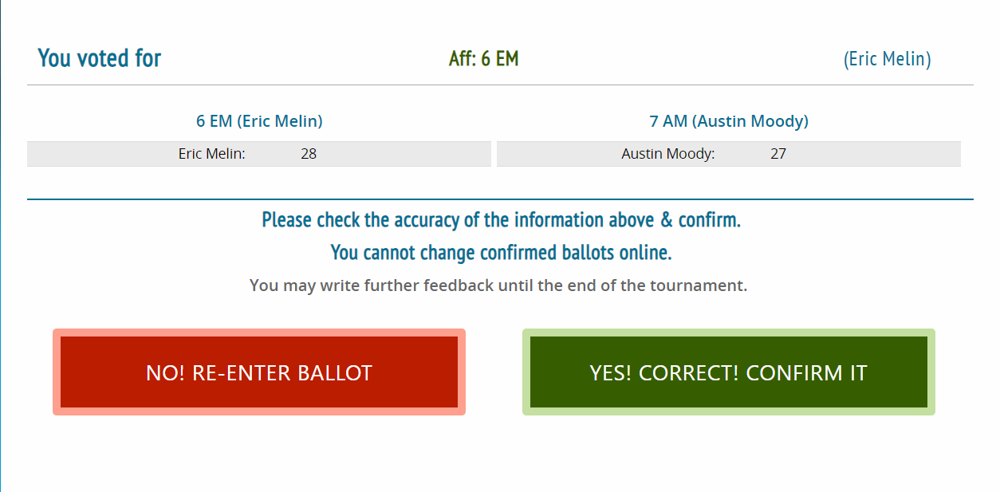 You voted for Aff: 6 EM (Eric Melin)
6 EM (Eric Melin) 7 AM (Austin Moody)
Eric Melin: 28 Austin Moody: 27
Please check the accuracy of the information above & confirm.
You cannot change confirmed ballots online.
You may write further feedback until the end of the tournament.
NO! RE-ENTER BALLOT YES! CORRECT! CONFIRM IT